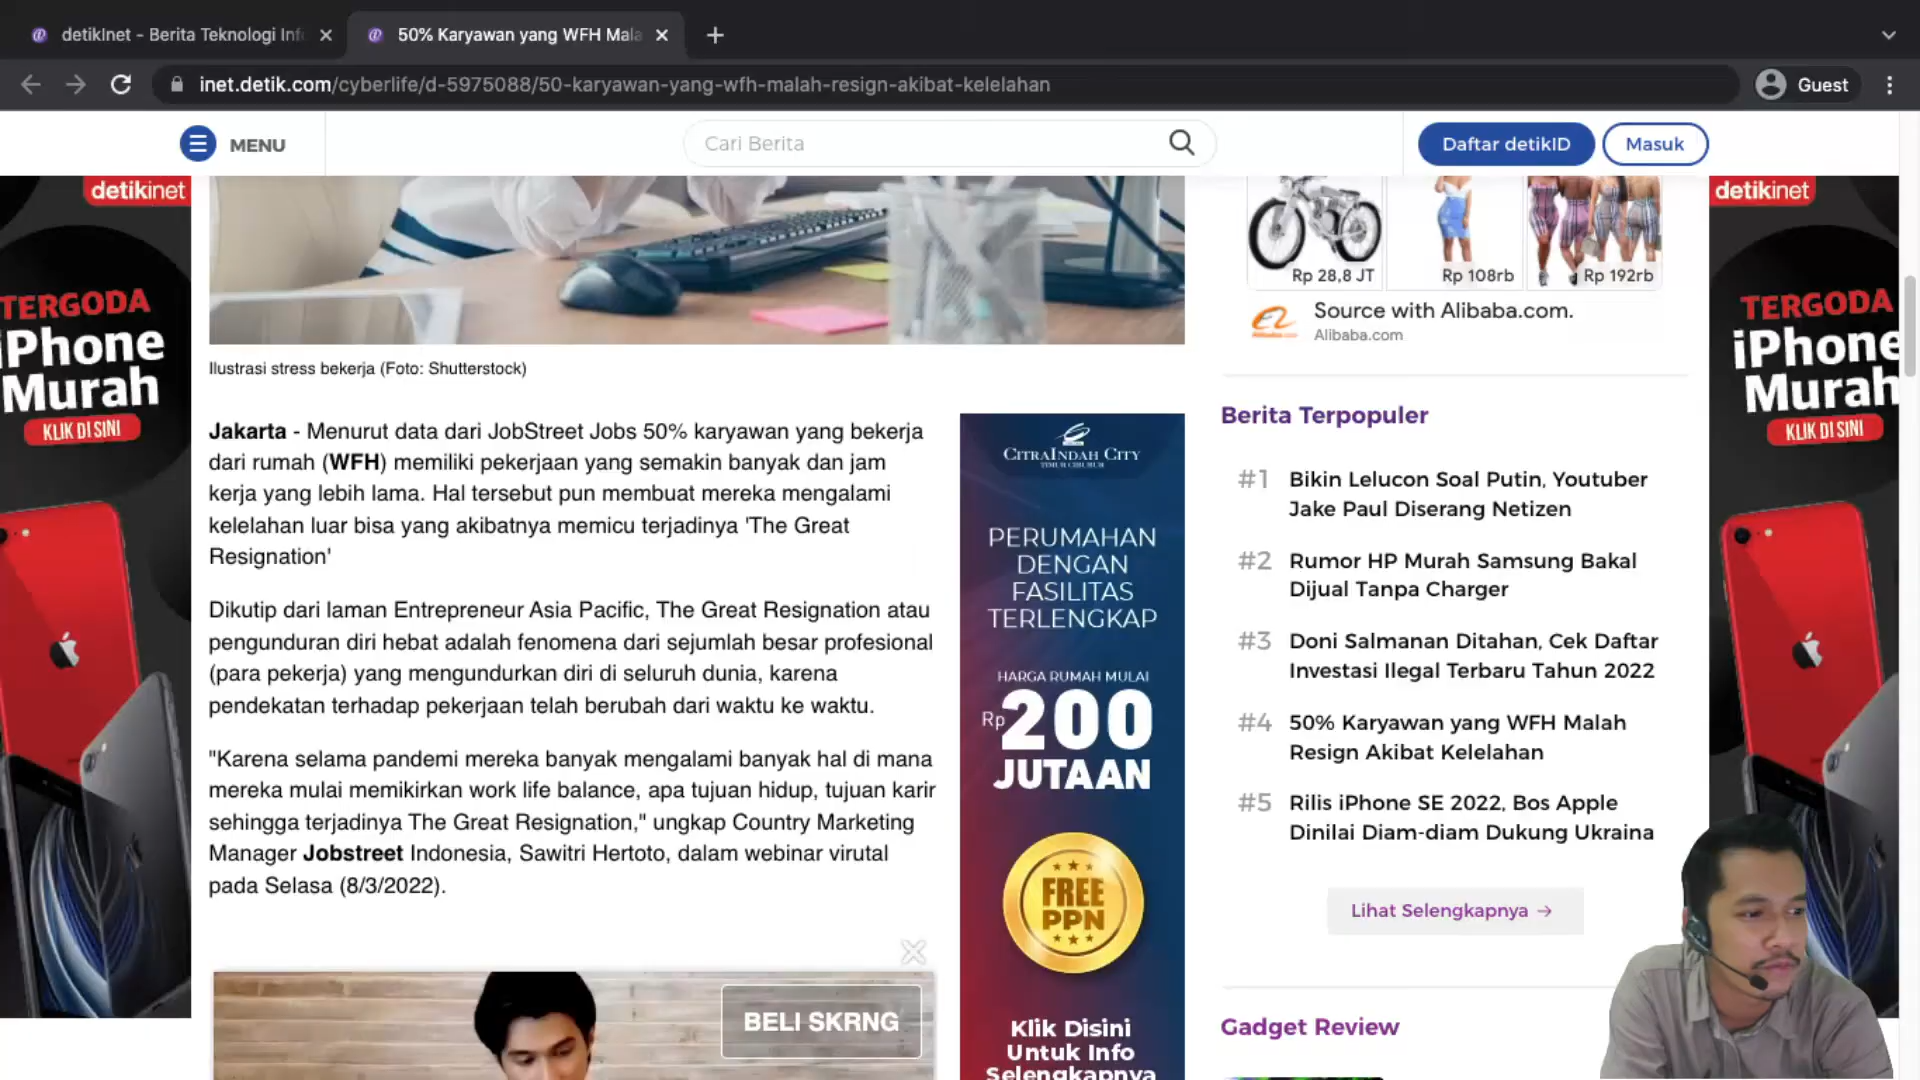 detikInet - Berita Teknologi Inf
50% Karyawan yang WFH Mala
inet.detik.com/cyberlife/d-5975088/50-karyawan-yang-wfh-malah-resign-akibat-kelelahan
Guest
MENU
Cari Berita
Daftar detikID
Masuk
detikinet
TERGODA
iPhone
Murah
KLIK DI SINI
Rp 28,8 JT
Rp 108rb
Rp 192rb
Source with Alibaba.com.
Alibaba.com
Ilustrasi stress bekerja (Foto: Shutterstock)
Jakarta - Menurut data dari JobStreet Jobs 50% karyawan yang bekerja
dari rumah (WFH) memiliki pekerjaan yang semakin banyak dan jam
kerja yang lebih lama. Hal tersebut pun membuat mereka mengalami
kelelahan luar bisa yang akibatnya memicu terjadinya 'The Great
Resignation'
Dikutip dari laman Entrepreneur Asia Pacific, The Great Resignation atau
pengunduran diri hebat adalah fenomena dari sejumlah besar profesional
(para pekerja) yang mengundurkan diri di seluruh dunia, karena
pendekatan terhadap pekerjaan telah berubah dari waktu ke waktu.
"Karena selama pandemi mereka banyak mengalami banyak hal di mana
mereka mulai memikirkan work life balance, apa tujuan hidup, tujuan karir
sehingga terjadinya The Great Resignation," ungkap Country Marketing
Manager Jobstreet Indonesia, Sawitri Hertoto, dalam webinar virutal
pada Selasa (8/3/2022).
BELI SKRNG
CITRAINDAH CITY
TIMUR CIBUBUR
PERUMAHAN
DENGAN
FASILITAS
TERLENGKAP
HARGA RUMAH MULAI
Rp 200
JUTAAN
FREE
PPN
Klik Disini
Untuk Info
Selengkapnya
Berita Terpopuler
#1 Bikin Lelucon Soal Putin, Youtuber
Jake Paul Diserang Netizen
#2 Rumor HP Murah Samsung Bakal
Dijual Tanpa Charger
#3 Doni Salmanan Ditahan, Cek Daftar
Investasi Ilegal Terbaru Tahun 2022
#4 50% Karyawan yang WFH Malah
Resign Akibat Kelelahan
#5 Rilis iPhone SE 2022, Bos Apple
Dinilai Diam-diam Dukung Ukraina
Lihat Selengkapnya →
Gadget Review
detikinet
TERGODA
iPhone
Murah
KLIK DI SINI